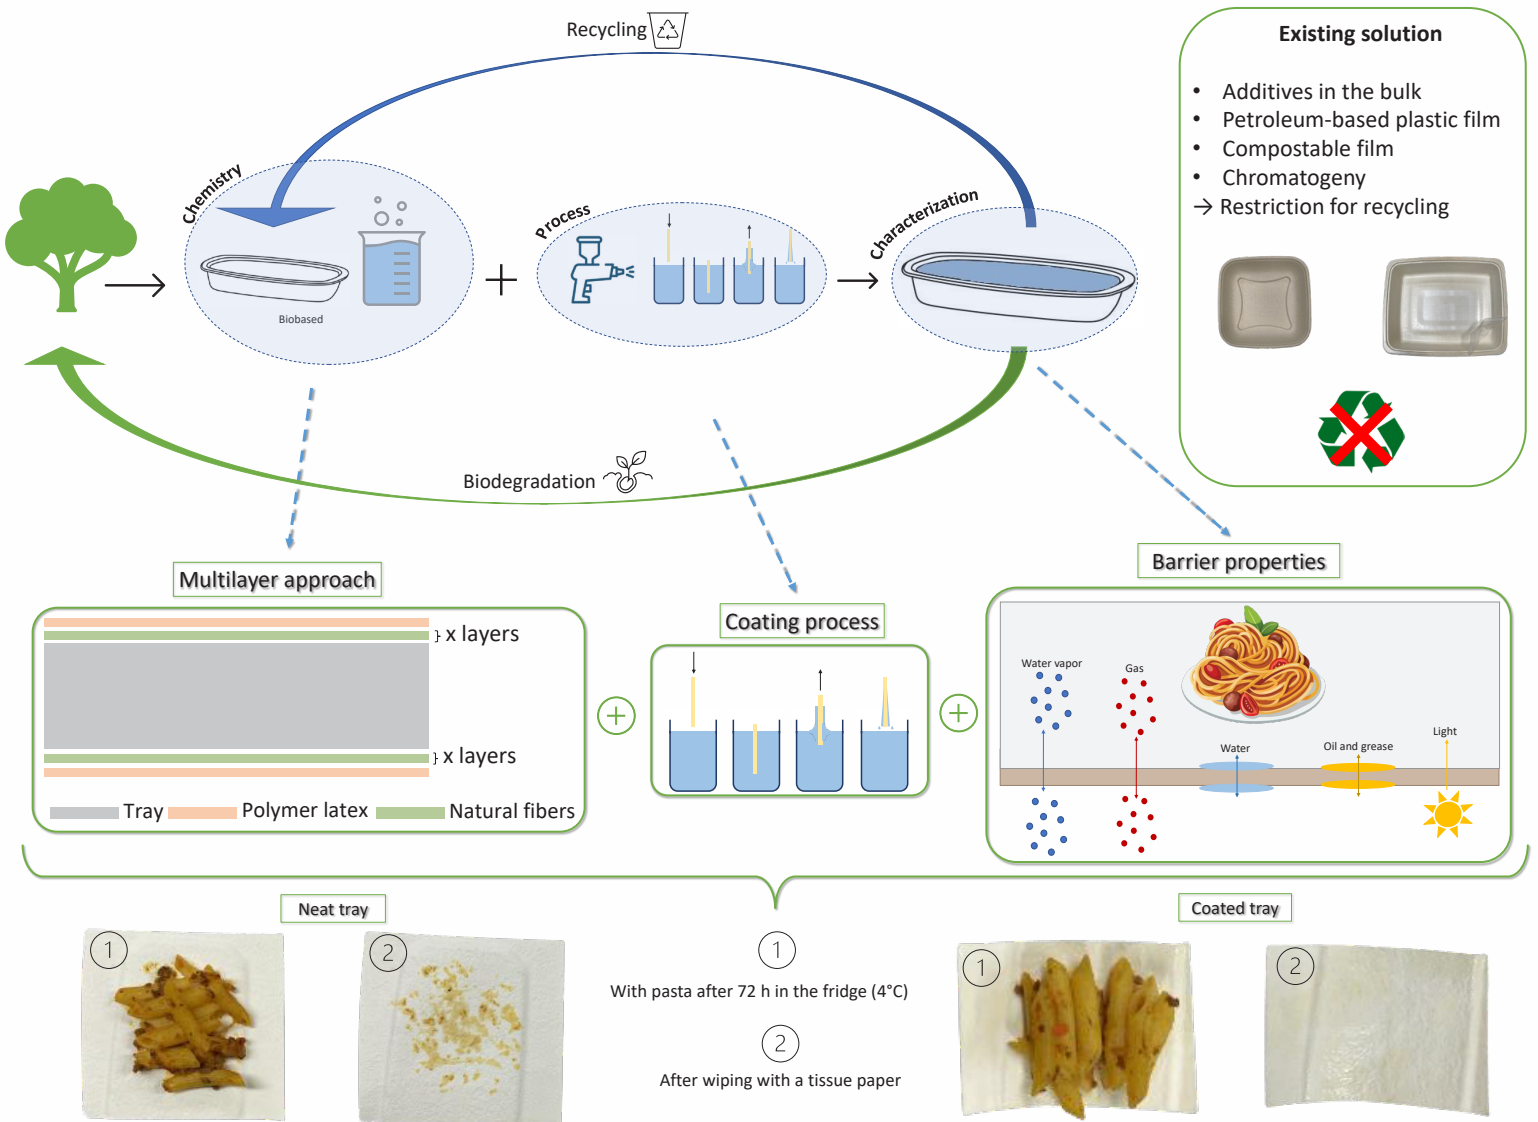 Recycling
Existing solution
• Additives in the bulk
• Petroleum-based plastic film
• Compostable film
• Chromatogeny
→ Restriction for recycling
Chemistry
Biobased
+
Process
Characterization
Biodegradation
Multilayer approach
} x layers
} x layers
Tray
Polymer latex
Natural fibers
+
Coating process
+
Barrier properties
Water vapor
Gas
Water
Oil and grease
Light
Neat tray
1
2
1
With pasta after 72 h in the fridge (4°C)
2
After wiping with a tissue paper
Coated tray
1
2